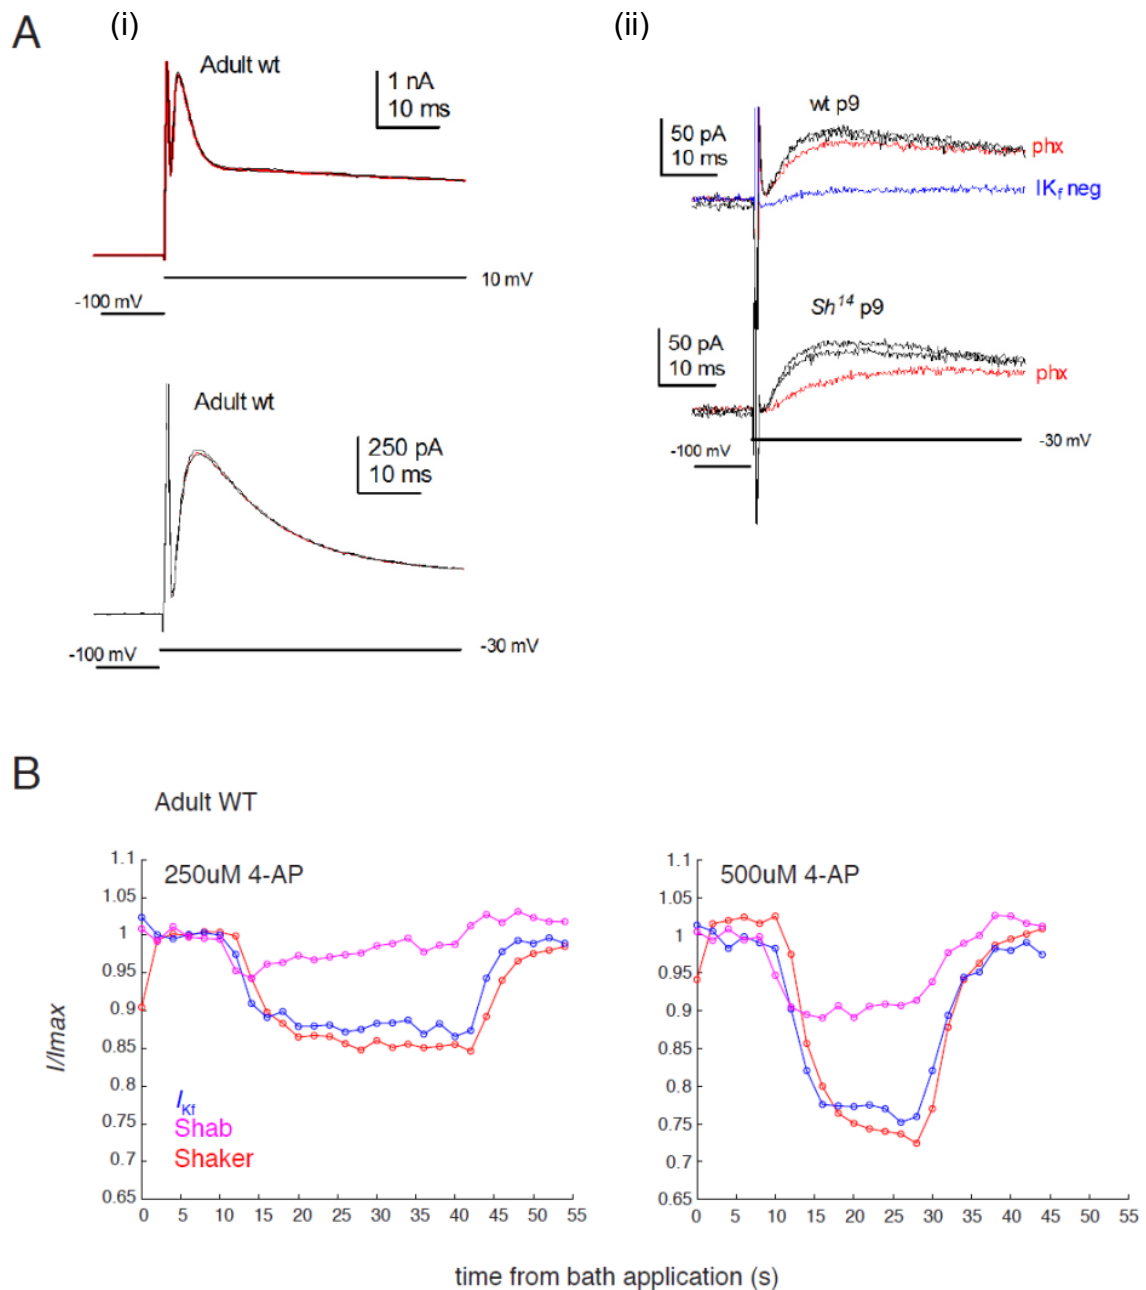 A
(i)
(ii)
Adult wt
1 nA
10 ms
10 mV
-100 mV
Adult wt
250 pA
10 ms
-30 mV
-100 mV
wt p9
50 pA
10 ms
phx
IKf neg
Sh14 p9
50 pA
10 ms
phx
-30 mV
-100 mV
B
Adult WT
250uM 4-AP
1.1
1.05
1
0.95
0.9
0.85
0.8
0.75
0.7
0.65
I/Imax
IKf
Shab
Shaker
0 5 10 15 20 25 30 35 40 45 50 55
500uM 4-AP
1.1
1.05
1
0.95
0.9
0.85
0.8
0.75
0.7
0.65
0 5 10 15 20 25 30 35 40 45 50 55
time from bath application (s)